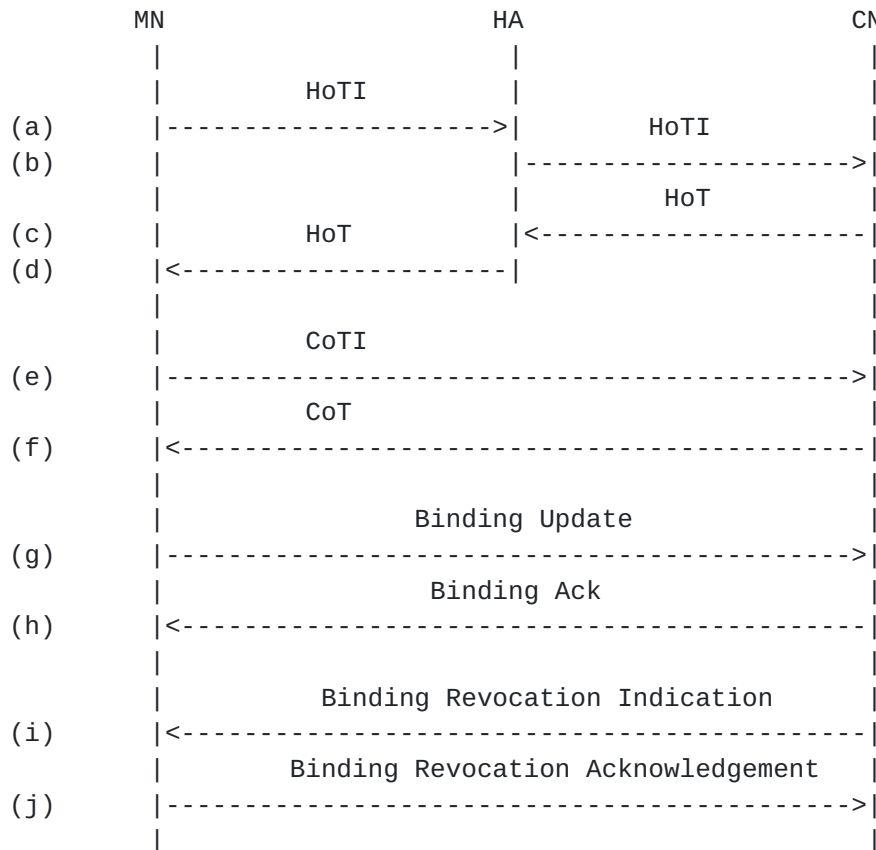 MN HA CN
HoTI
(a) HoTI
(b)
HoT
(c) HoT
(d)
CoTI
(e)
CoT
(f)
Binding Update
(g)
Binding Ack
(h)
Binding Revocation Indication
(i)
Binding Revocation Acknowledgement
(j)